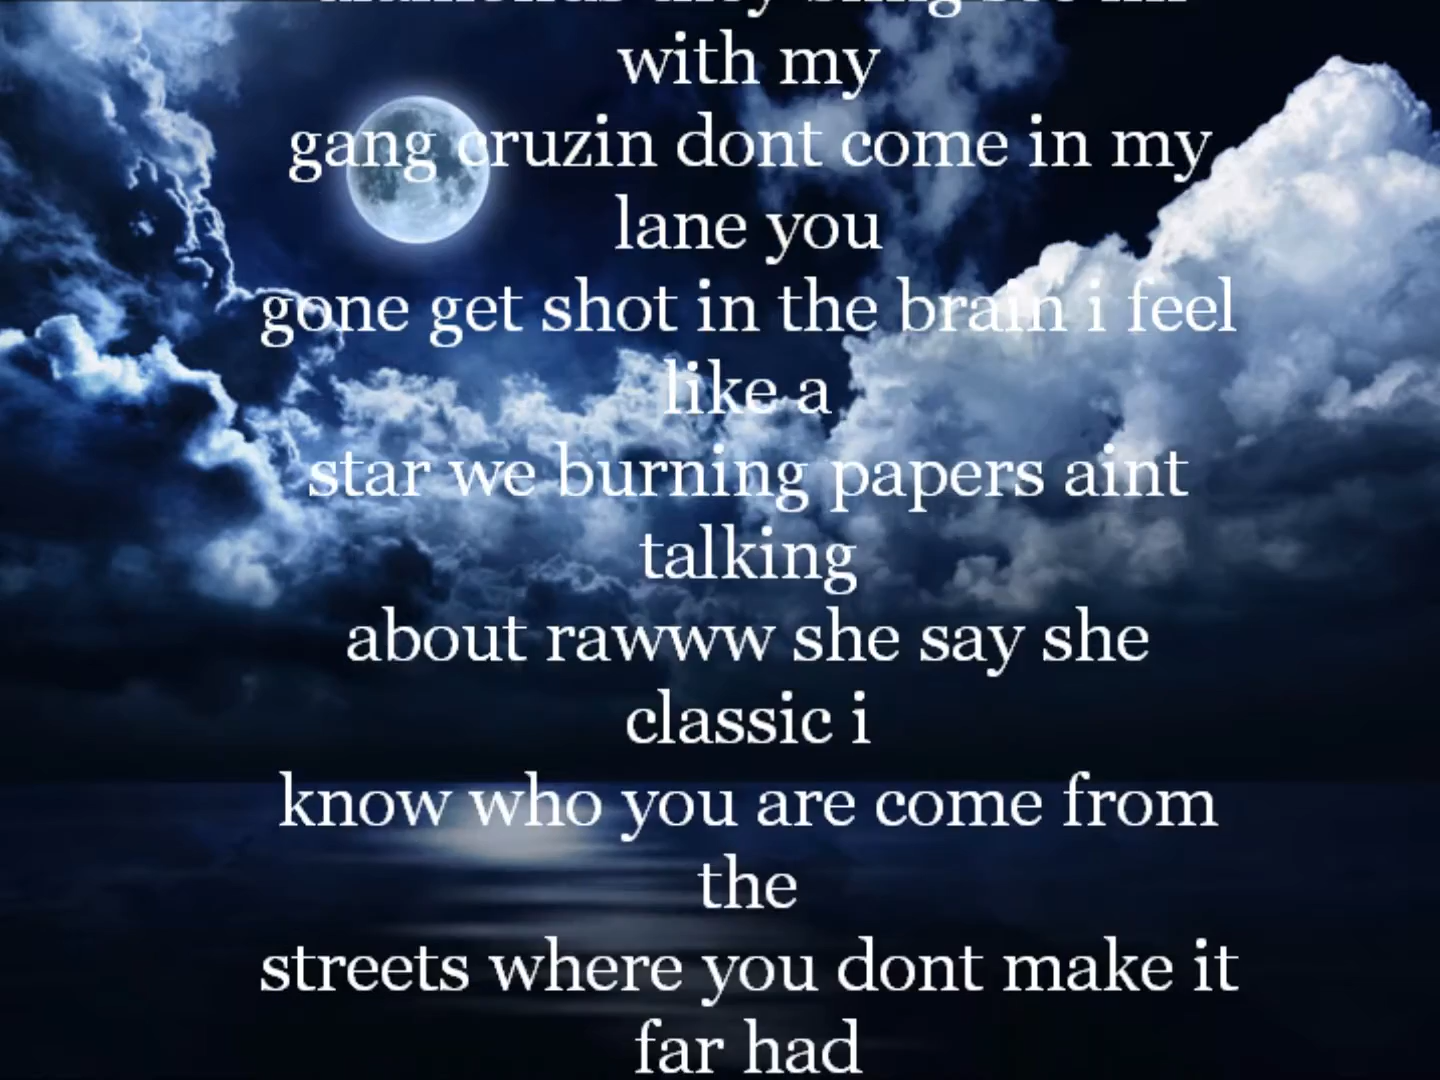 with my
gang cruzin dont come in my
lane you
gone get shot in the brain i feel
like a
star we burning papers aint
talking
about rawww she say she
classic i
know who you are come from
the
streets where you dont make it
far had